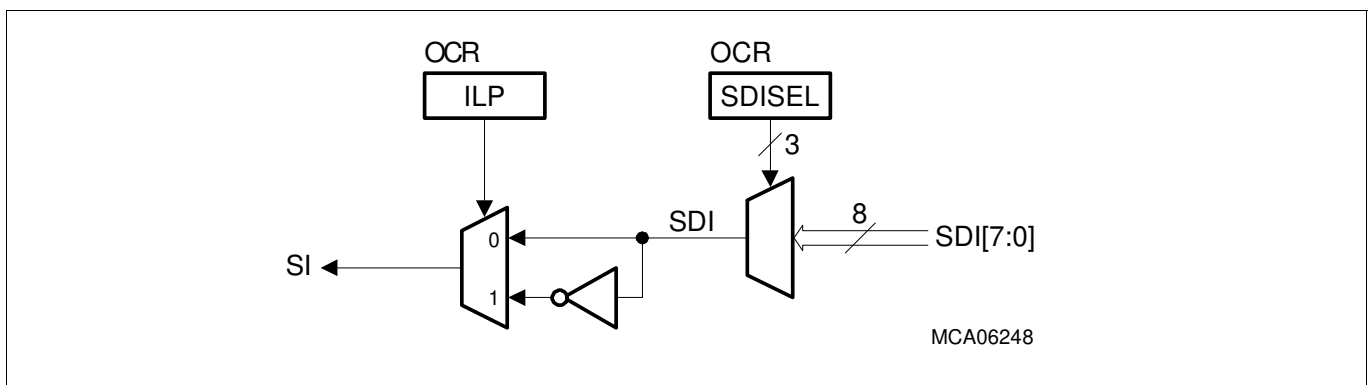 OCR
OCR
ILP
SDISEL
3
8
SDI
SDI[7:0]
0
SI
1
MCA06248